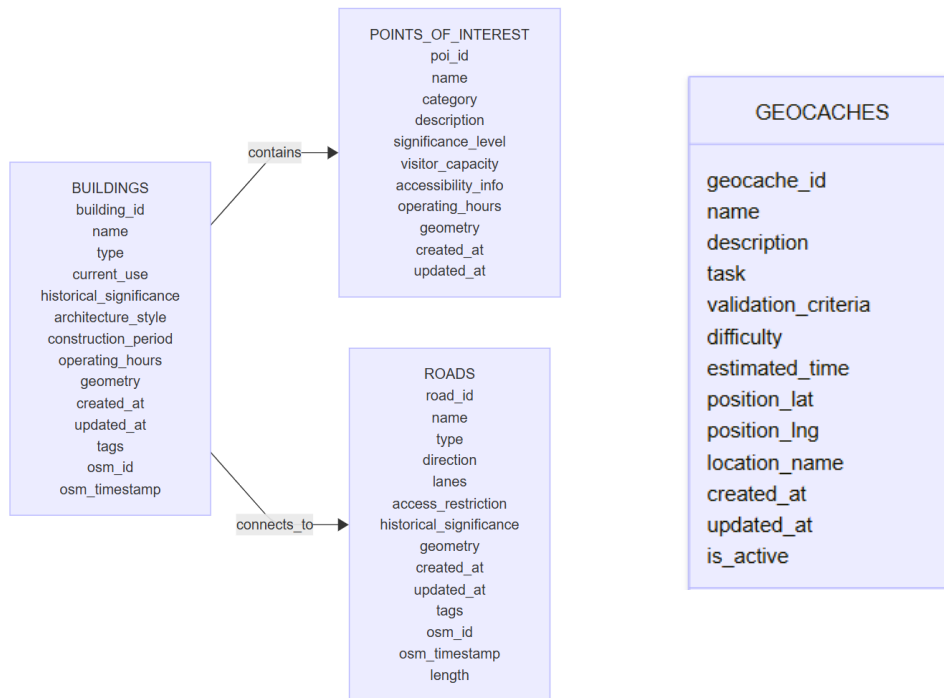 BUILDINGS
building_id
name
type
current_use
historical_significance
architecture_style
construction_period
operating_hours
geometry
created_at
updated_at
tags
osm_id
osm_timestamp
contains
connects_to
POINTS_OF_INTEREST
poi_id
name
category
description
significance_level
visitor_capacity
accessibility_info
operating_hours
geometry
created_at
updated_at
ROADS
road_id
name
type
direction
lanes
access_restriction
historical_significance
geometry
created_at
updated_at
tags
osm_id
osm_timestamp
length
GEOCACHES
geocache_id
name
description
task
validation_criteria
difficulty
estimated_time
position_lat
position_lng
location_name
created_at
updated_at
is_active